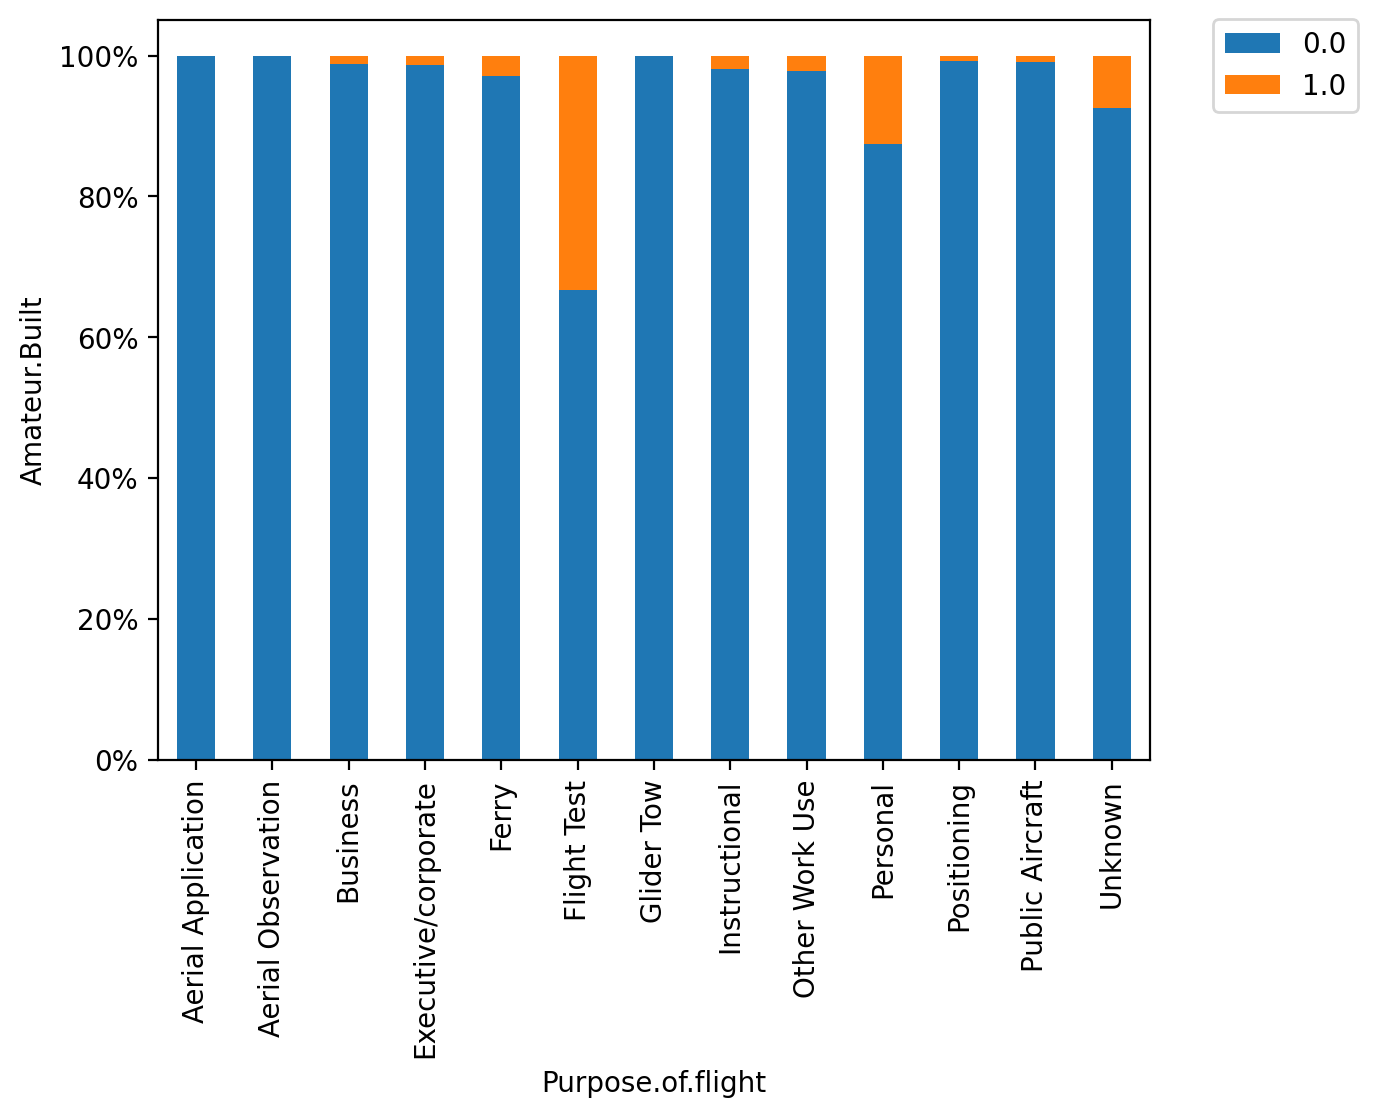 100%
80%
60%
40%
20%
0%
Amateur.Built
Aerial Application
Aerial Observation
Business
Executive/corporate
Ferry
Flight Test
Glider Tow
Instructional
Other Work Use
Personal
Positioning
Public Aircraft
Unknown
Purpose.of.flight
0.0
1.0